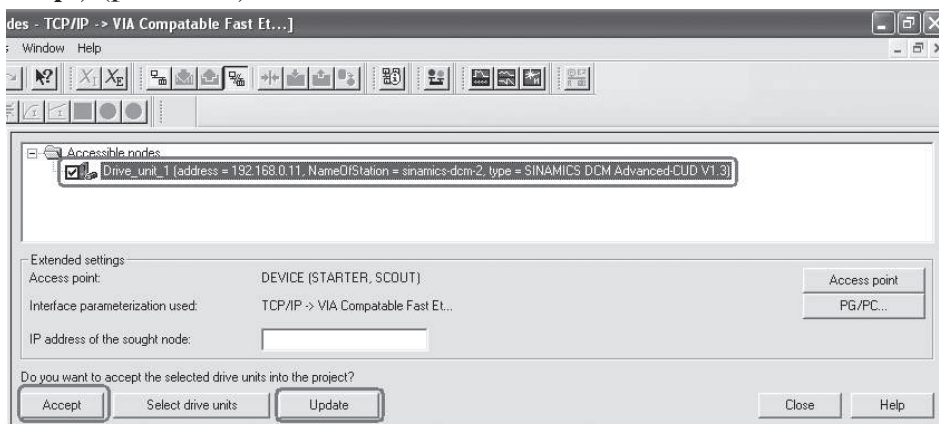 des - TCP/IP -> VIA Compatable Fast Et...]
Window Help
X1 XE
Accessible nodes
Drive_unit_1 (address = 192.168.0.11, NameOfStation = sinamics-dcm-2, type = SINAMICS DCM Advanced-CUD V1.3)
Extended settings
Access point: DEVICE (STARTER, SCOUT) Access point
Interface parameterization used: TCP/IP -> VIA Compatable Fast Et... PG/PC...
IP address of the sought node:
Do you want to accept the selected drive units into the project?
Accept Select drive units Update Close Help